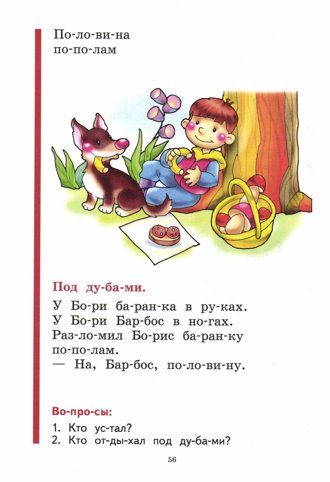 По-ло-ви-на
по-по-лам
Под ду-ба-ми.
У Бо-ри ба-ран-ка в ру-ках.
У Бо-ри Бар-бос в но-гах.
Раз-ло-мил Бо-рис ба-ран-ку
по-по-лам.
— На, Бар-бос, по-ло-ви-ну.
Во-про-сы:
1. Кто ус-тал?
2. Кто от-ды-хал под ду-ба-ми?
56